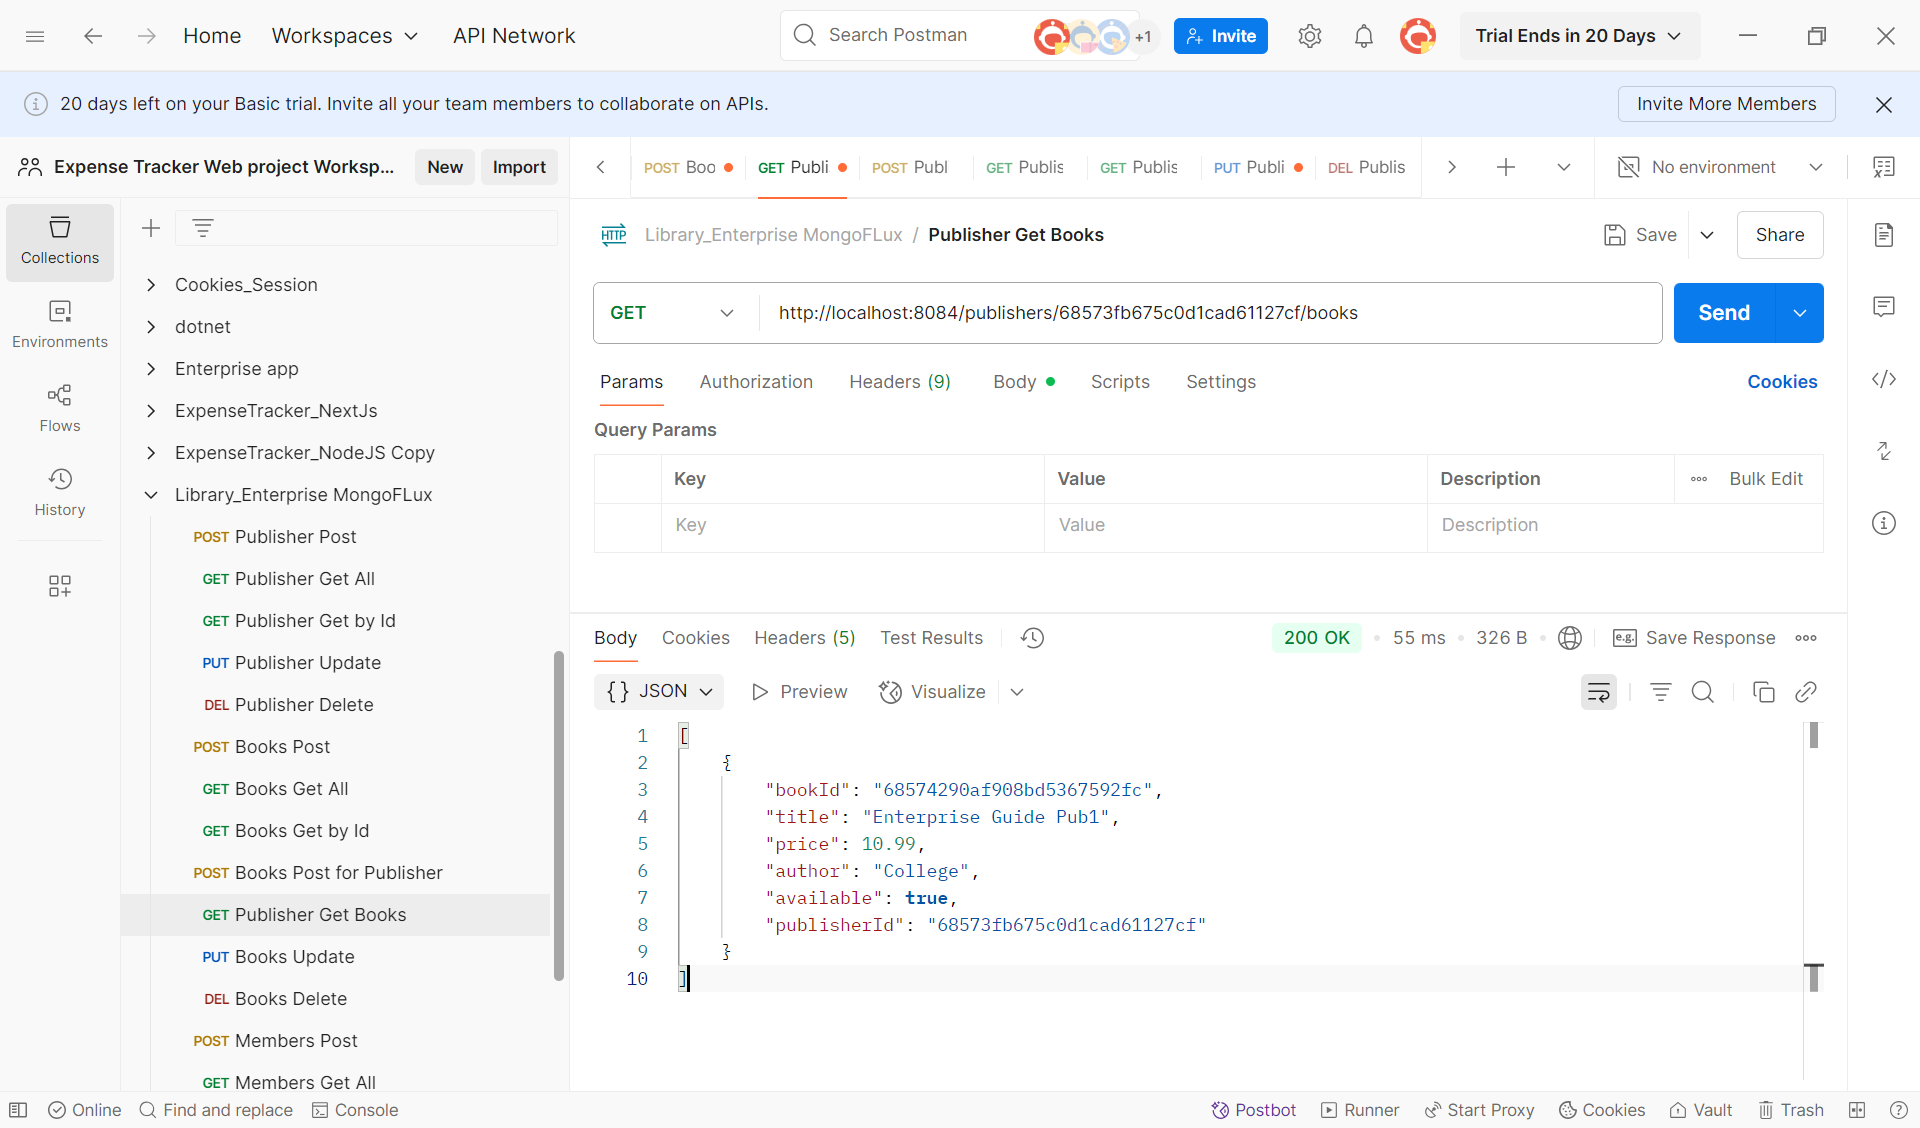 Home Workspaces API Network Search Postman +1 Invite Trial Ends in 20 Days
20 days left on your Basic trial. Invite all your team members to collaborate on APIs. Invite More Members
Expense Tracker Web project Worksp... New Import
POST Boo GET Publi POST Publ GET Publis GET Publis PUT Publi DEL Publis No environment
Collections
Environments
Flows
History
Cookies_Session
dotnet
Enterprise app
ExpenseTracker_NextJs
ExpenseTracker_NodeJS Copy
Library_Enterprise MongoFLux
POST Publisher Post
GET Publisher Get All
GET Publisher Get by Id
PUT Publisher Update
DEL Publisher Delete
POST Books Post
GET Books Get All
GET Books Get by Id
POST Books Post for Publisher
GET Publisher Get Books
PUT Books Update
DEL Books Delete
POST Members Post
GET Members Get All
HTTP Library_Enterprise MongoFLux / Publisher Get Books Save Share
GET http://localhost:8084/publishers/68573fb675c0d1cad61127cf/books Send
Params Authorization Headers (9) Body Scripts Settings Cookies
Query Params
Key Value Description Bulk Edit
Key Value Description
Body Cookies Headers (5) Test Results 200 OK 55 ms 326 B e.g. Save Response
{} JSON Preview Visualize
1 [
2 {
3 "bookId": "68574290af908bd5367592fc",
4 "title": "Enterprise Guide Pub1",
5 "price": 10.99,
6 "author": "College",
7 "available": true,
8 "publisherId": "68573fb675c0d1cad61127cf"
9 }
10 ]
Online Find and replace Console Postbot Runner Start Proxy Cookies Vault Trash